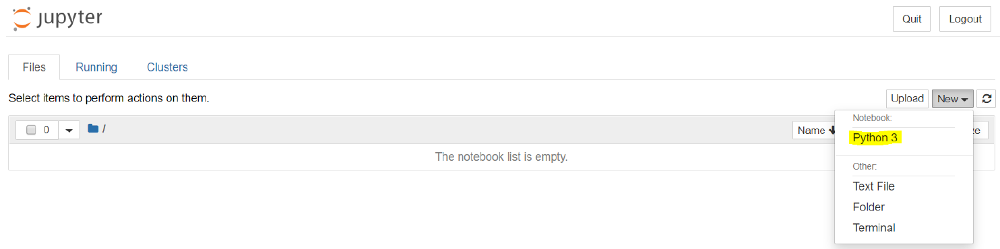 jupyter
Quit Logout
Files Running Clusters
Select items to perform actions on them.
Upload New
0 /
Name
ze
Notebook:
Python 3
The notebook list is empty.
Other:
Text File
Folder
Terminal